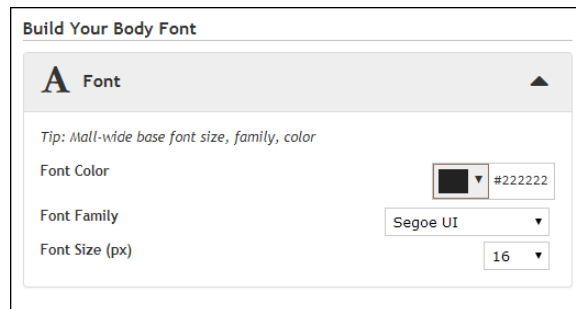 Build Your Body Font
A Font
Tip: Mall-wide base font size, family, color
Font Color #222222
Font Family Segoe UI
Font Size (px) 16